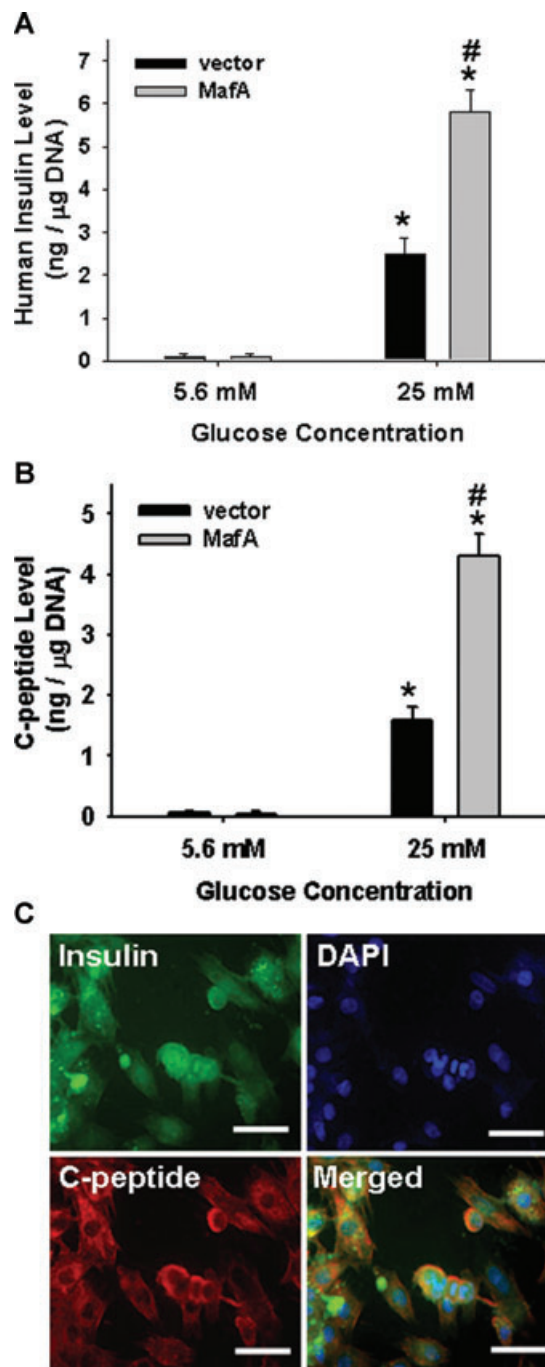 A
7
6
5
4
3
2
1
0
Human Insulin Level
(ng / μg DNA)
vector
MafA
*
#
*
5.6 mM
25 mM
Glucose Concentration
B
5
4
3
2
1
0
C-peptide Level
(ng / μg DNA)
vector
MafA
*
#
*
5.6 mM
25 mM
Glucose Concentration
C
Insulin
DAPI
C-peptide
Merged